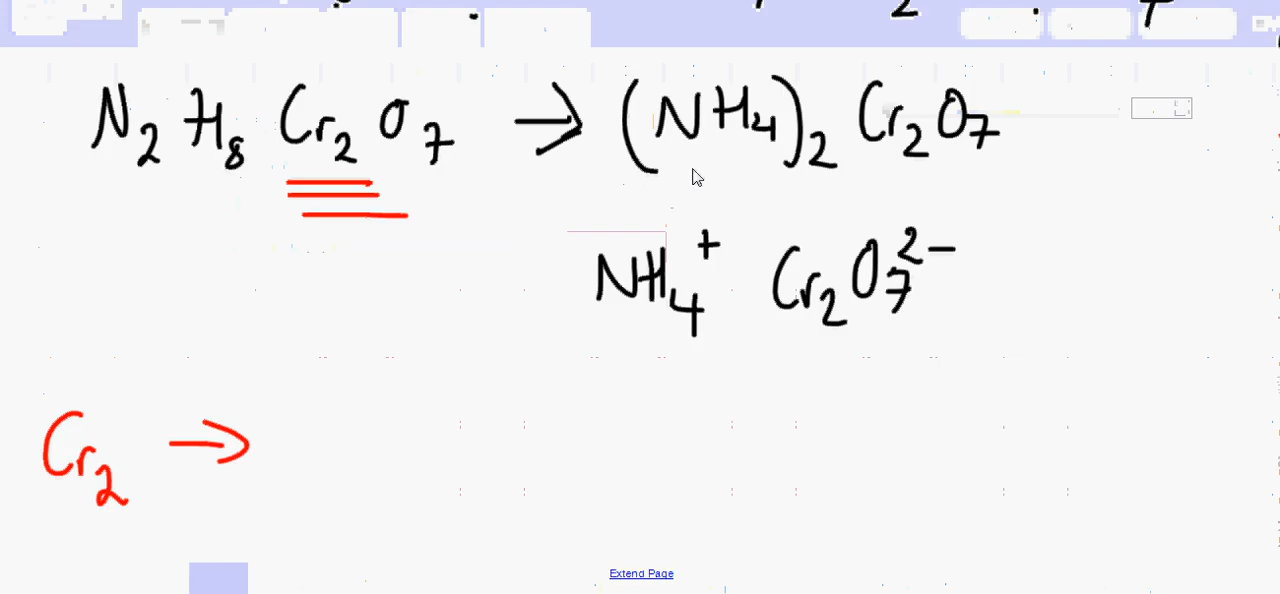 N₂H₈Cr₂O₇ → (NH₄)₂Cr₂O₇
NH₄⁺ Cr₂O₇²⁻
Cr₂ →
Extend Page